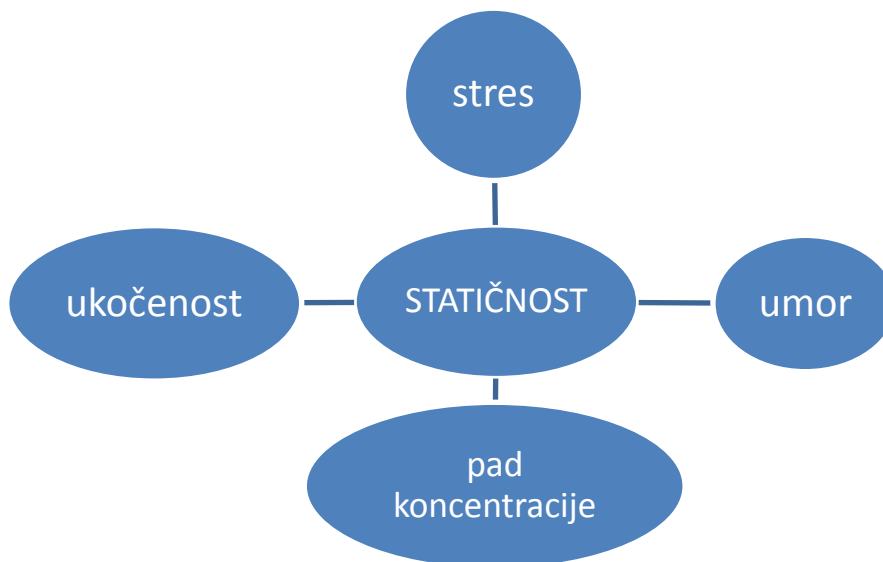 stres
ukočenost
STATIČNOST
umor
pad
koncentracije